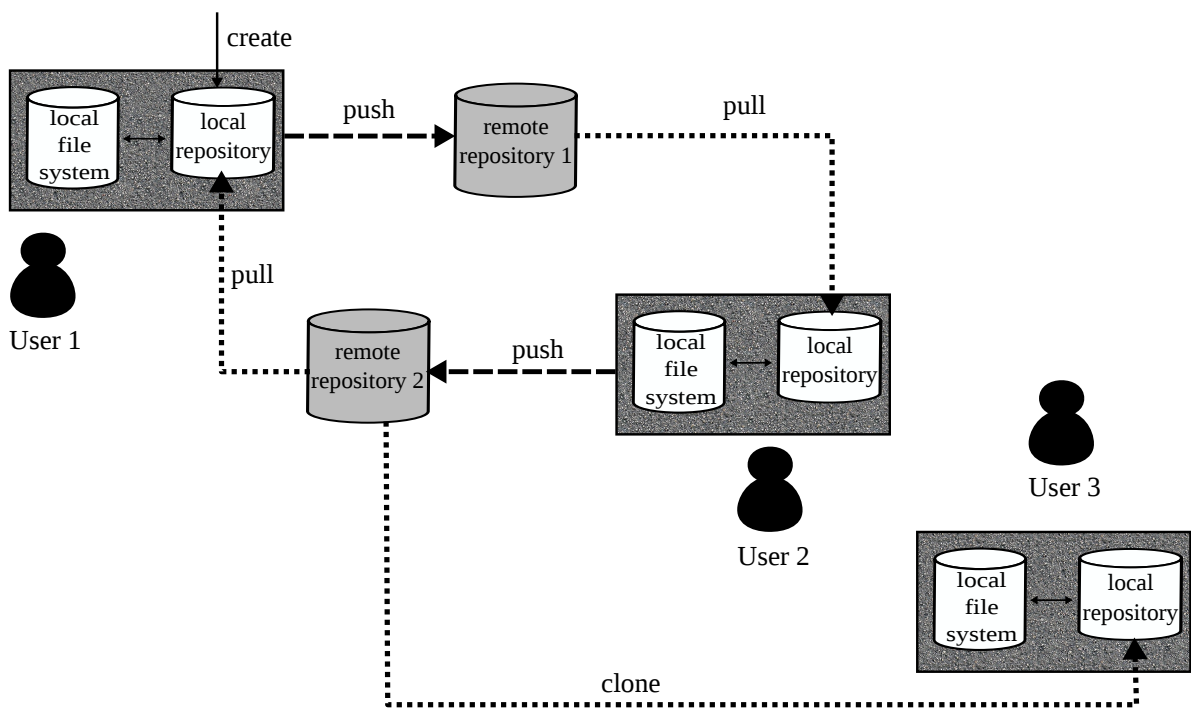 create
local
file
system
local
repository
push
remote
repository 1
pull
User 1
pull
remote
repository 2
push
local
file
system
local
repository
User 2
User 3
local
file
system
local
repository
clone